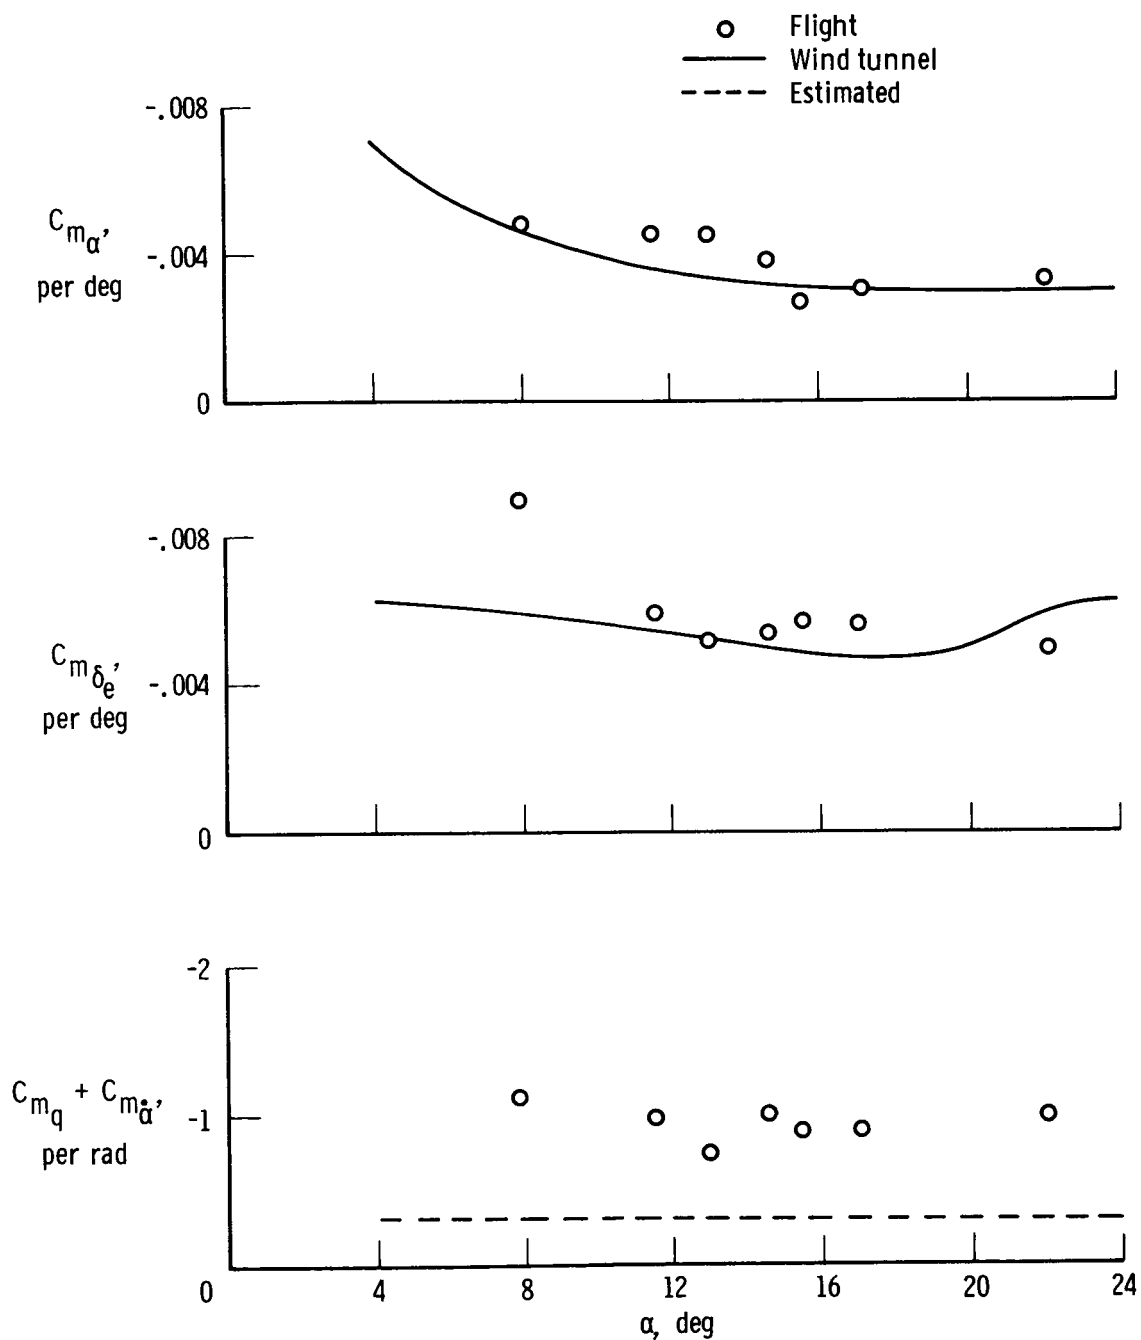 Flight
Wind tunnel
Estimated
-.008
C_mα,
-.004
per deg
0
-.008
C_mδe,
-.004
per deg
0
-2
C_mq + C_mα̇,
-1
per rad
0
4
8
12
16
20
24
α, deg